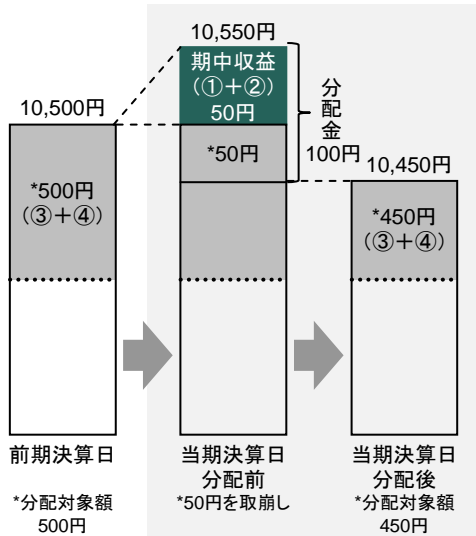 10,550円
期中収益
（①＋②）
50円
分配金
100円
10,500円
*50円
10,450円
*500円
（③＋④）
*450円
（③＋④）
前期決算日
当期決算日
分配前
当期決算日
分配後
*分配対象額
500円
*50円を取崩し
*分配対象額
450円